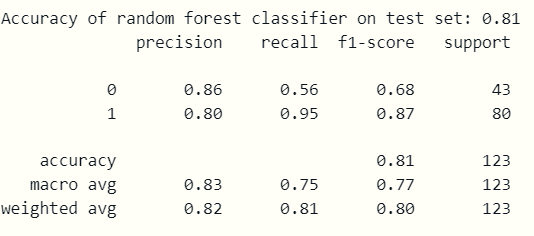 Accuracy of random forest classifier on test set: 0.81
precision recall f1-score support
0 0.86 0.56 0.68 43
1 0.80 0.95 0.87 80
accuracy 0.81 123
macro avg 0.83 0.75 0.77 123
weighted avg 0.82 0.81 0.80 123